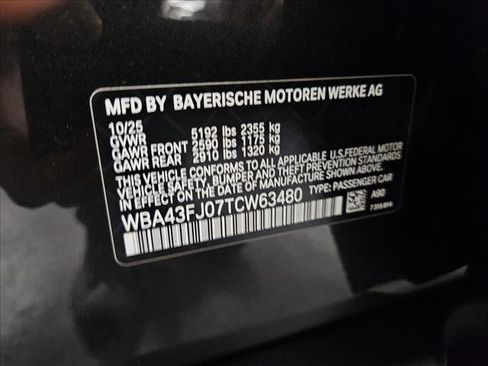 MFD BY BAYERISCHE MOTOREN WERKE AG
10/25
GVWR 5192 lbs 2355 kg
GAWR FRONT 2590 lbs 1175 kg
GAWR REAR 2910 lbs 1320 kg
THIS VEHICLE CONFORMS TO ALL APPLICABLE U.S.FEDERAL MOTOR
VEHICLE SAFETY, BUMPER AND THEFT PREVENTION STANDARDS
IN EFFECT ON THE DATE OF MANUFACTURE SHOWN ABOVE.
WBA43FJ07TCW63480 TYPE: PASSENGER CAR
A90